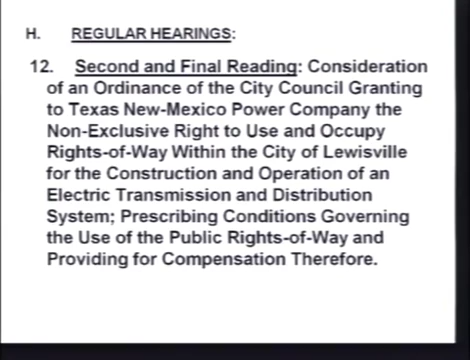 H. REGULAR HEARINGS:
12. Second and Final Reading: Consideration
of an Ordinance of the City Council Granting
to Texas New-Mexico Power Company the
Non-Exclusive Right to Use and Occupy
Rights-of-Way Within the City of Lewisville
for the Construction and Operation of an
Electric Transmission and Distribution
System; Prescribing Conditions Governing
the Use of the Public Rights-of-Way and
Providing for Compensation Therefore.